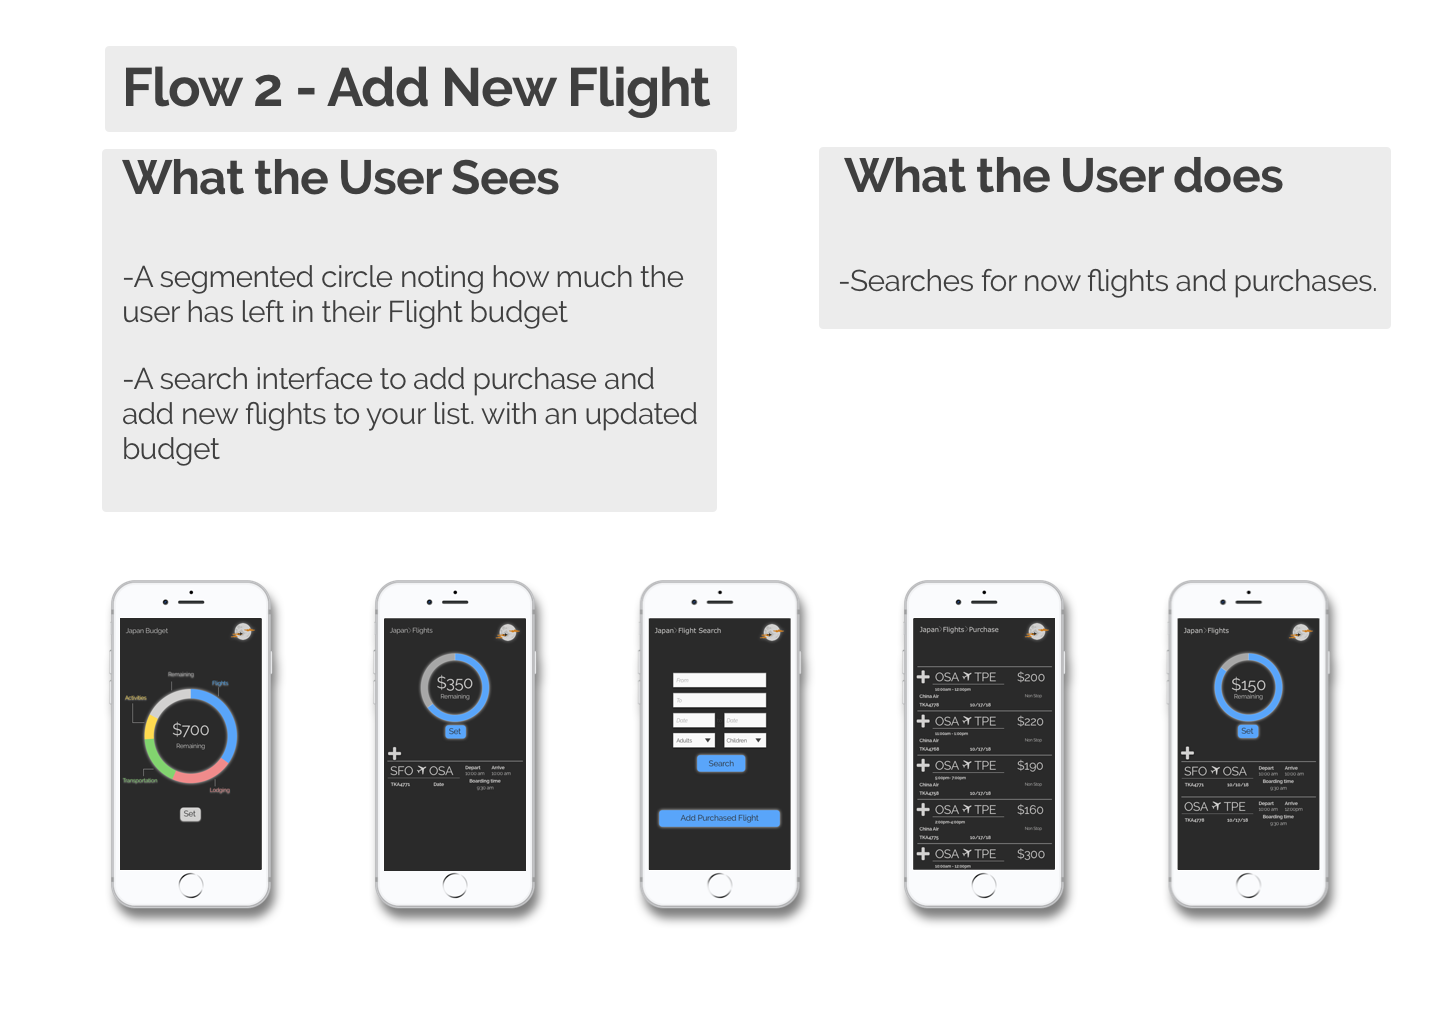 Flow 2 - Add New Flight
What the User Sees
-A segmented circle noting how much the
user has left in their Flight budget
-A search interface to add purchase and
add new flights to your list. with an updated
budget
What the User does
-Searches for now flights and purchases.
Japan Budget
Remaining
Flights
Activities
$700
Remaining
Transportation
Lodging
Set
Japan〉Flights
$350
Remaining
Set
SFO OSA
Depart Arrive
10:00 am 10:00 am
Boarding time
9:30 am
TKA4771 Date
Japan〉Flight Search
From
To
Date Date
Adults Children
Search
Add Purchased Flight
Japan〉Flights〉Purchase
OSA TPE $200
10:00am - 12:00pm
China Air Non Stop
TKA4778 10/17/18
OSA TPE $220
11:00am - 1:00pm
China Air Non Stop
TKA4768 10/17/18
OSA TPE $190
5:00pm- 7:00pm
China Air Non Stop
TKA4758 10/17/18
OSA TPE $160
2:00pm-4:00pm
China Air Non Stop
TKA4775 10/17/18
OSA TPE $300
10:00am - 12:00pm
Japan〉Flights
$150
Remaining
Set
SFO OSA
Depart Arrive
10:00 am 10:00 am
Boarding time
9:30 am
TKA4771 10/10/18
OSA TPE
Depart Arrive
10:00 am 12:00pm
Boarding time
9:30 am
TKA4778 10/17/18